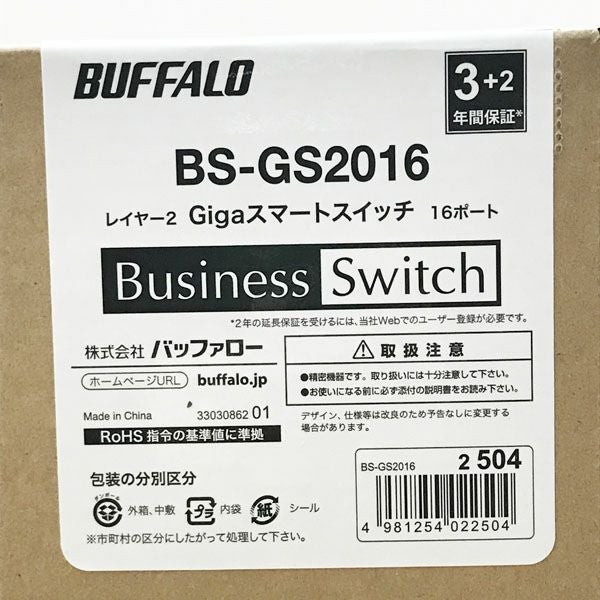 BUFFALO
3+2
年間保証*
BS-GS2016
レイヤー2 Gigaスマートスイッチ 16ポート
Business Switch
*2年の延長保証を受けるには、当社Webでのユーザー登録が必要です。
株式会社 バッファロー
ホームページURL buffalo.jp
Made in China 33030862 01
RoHS 指令の基準値に準拠
⚠ 取扱注意
●精密機器です。取り扱いには十分注意して下さい。
●お使いになる前に必ず添付の説明書をお読み下さい。
デザイン、仕様等は改良のため予告なしに変更する
場合があります。
包装の分別区分
ダンボール 外箱、中敷 プラ 内袋 紙 シール
※市町村の区分にしたがって処理して下さい。
BS-GS2016 2 504
4 981254 022504